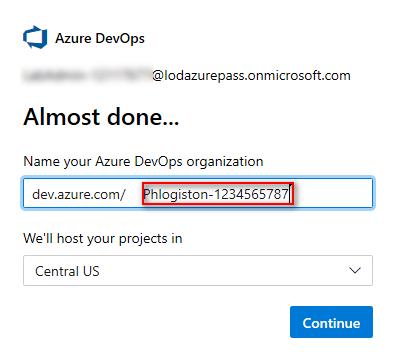 Azure DevOps
@lodazurepass.onmicrosoft.com
Almost done...
Name your Azure DevOps organization
dev.azure.com/ Phlogiston-1234565787
We'll host your projects in
Central US
Continue